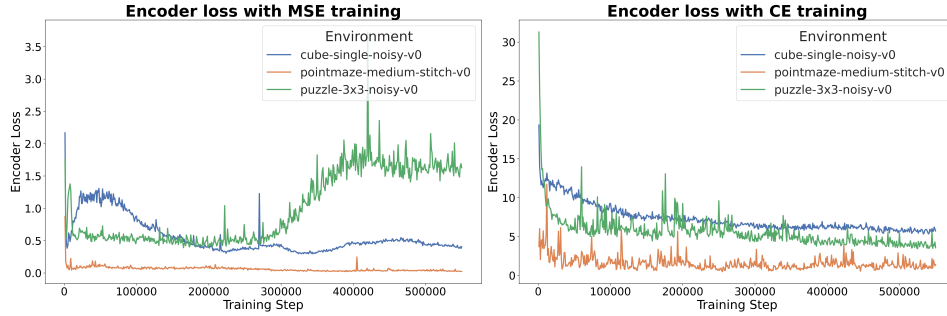 Encoder loss with MSE training
Encoder Loss
3.5
3.0
2.5
2.0
1.5
1.0
0.5
0.0
Environment
cube-single-noisy-v0
pointmaze-medium-stitch-v0
puzzle-3x3-noisy-v0
0 100000 200000 300000 400000 500000
Training Step
Encoder loss with CE training
Encoder Loss
30
25
20
15
10
5
0
Environment
cube-single-noisy-v0
pointmaze-medium-stitch-v0
puzzle-3x3-noisy-v0
0 100000 200000 300000 400000 500000
Training Step